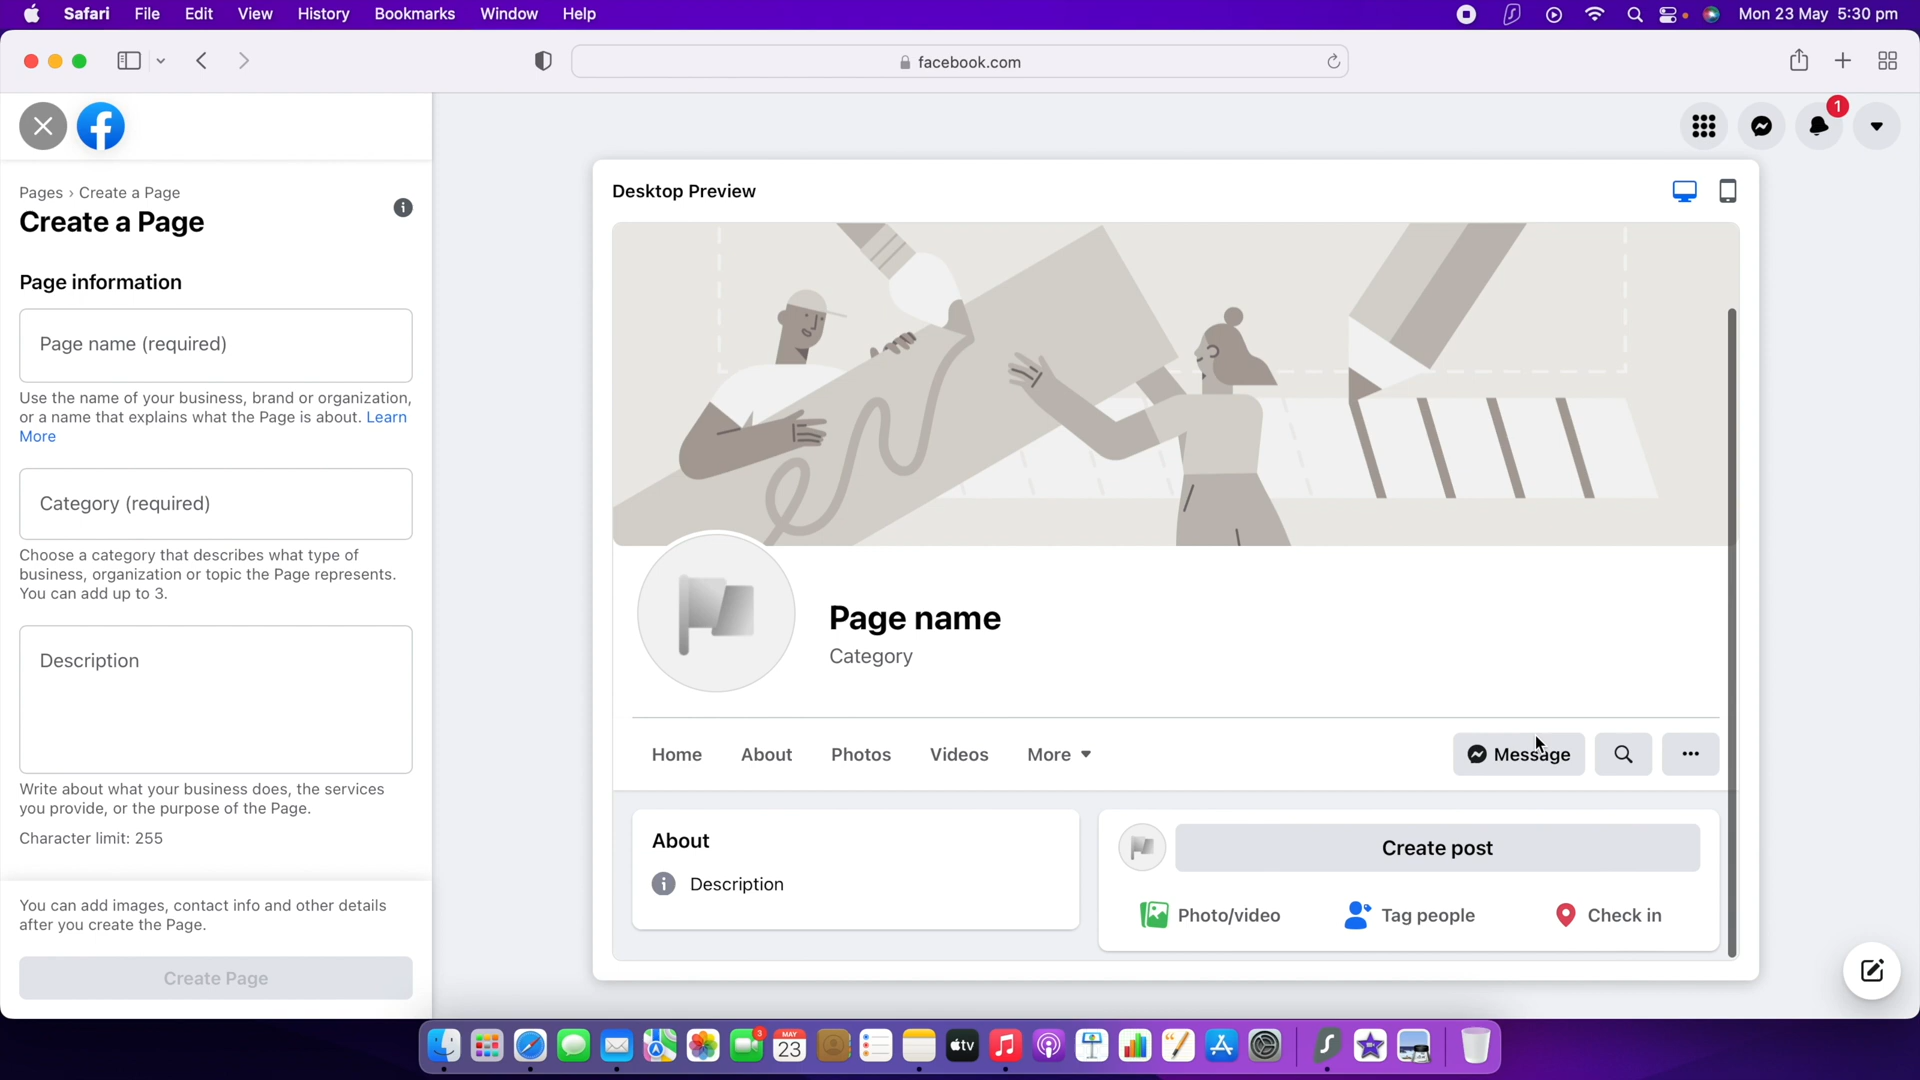 Safari File Edit View History Bookmarks Window Help Mon 23 May 5:30 pm
facebook.com
1
Pages › Create a Page
Create a Page
Page information
Page name (required)
Use the name of your business, brand or organization,
or a name that explains what the Page is about. Learn
More
Category (required)
Choose a category that describes what type of
business, organization or topic the Page represents.
You can add up to 3.
Description
Write about what your business does, the services
you provide, or the purpose of the Page.
Character limit: 255
You can add images, contact info and other details
after you create the Page.
Create Page
Desktop Preview
Page name
Category
Home About Photos Videos More Message
About
Description
Create post
Photo/video Tag people Check in
3
MAY
23
tv